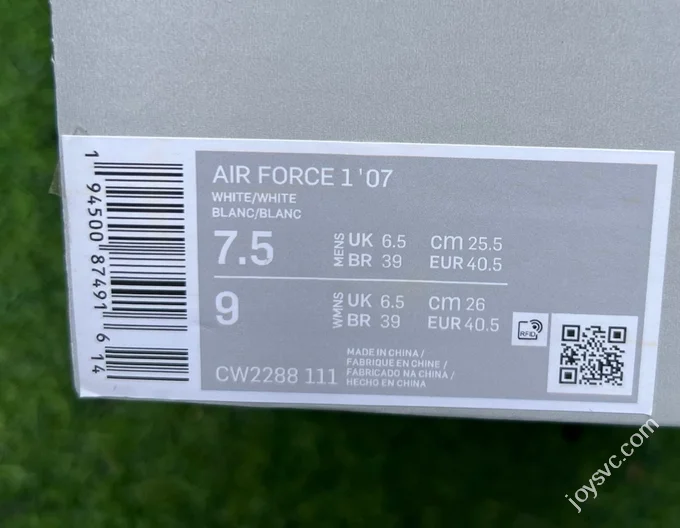 AIR FORCE 1 '07
WHITE/WHITE
BLANC/BLANC
7.5 MENS UK 6.5 cm 25.5
BR 39 EUR 40.5
9 WMNS UK 6.5 cm 26
BR 39 EUR 40.5
RFID
CW2288 111
MADE IN CHINA /
FABRIQUE EN CHINE /
FABRICADO NA CHINA /
HECHO EN CHINA
1 94500 87491 6 14
joysvc.com